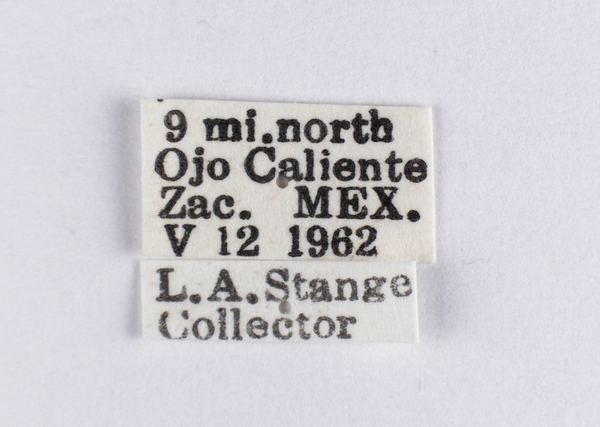 9 mi.north
Ojo Caliente
Zac. MEX.
V 12 1962
L.A.Stange
Collector